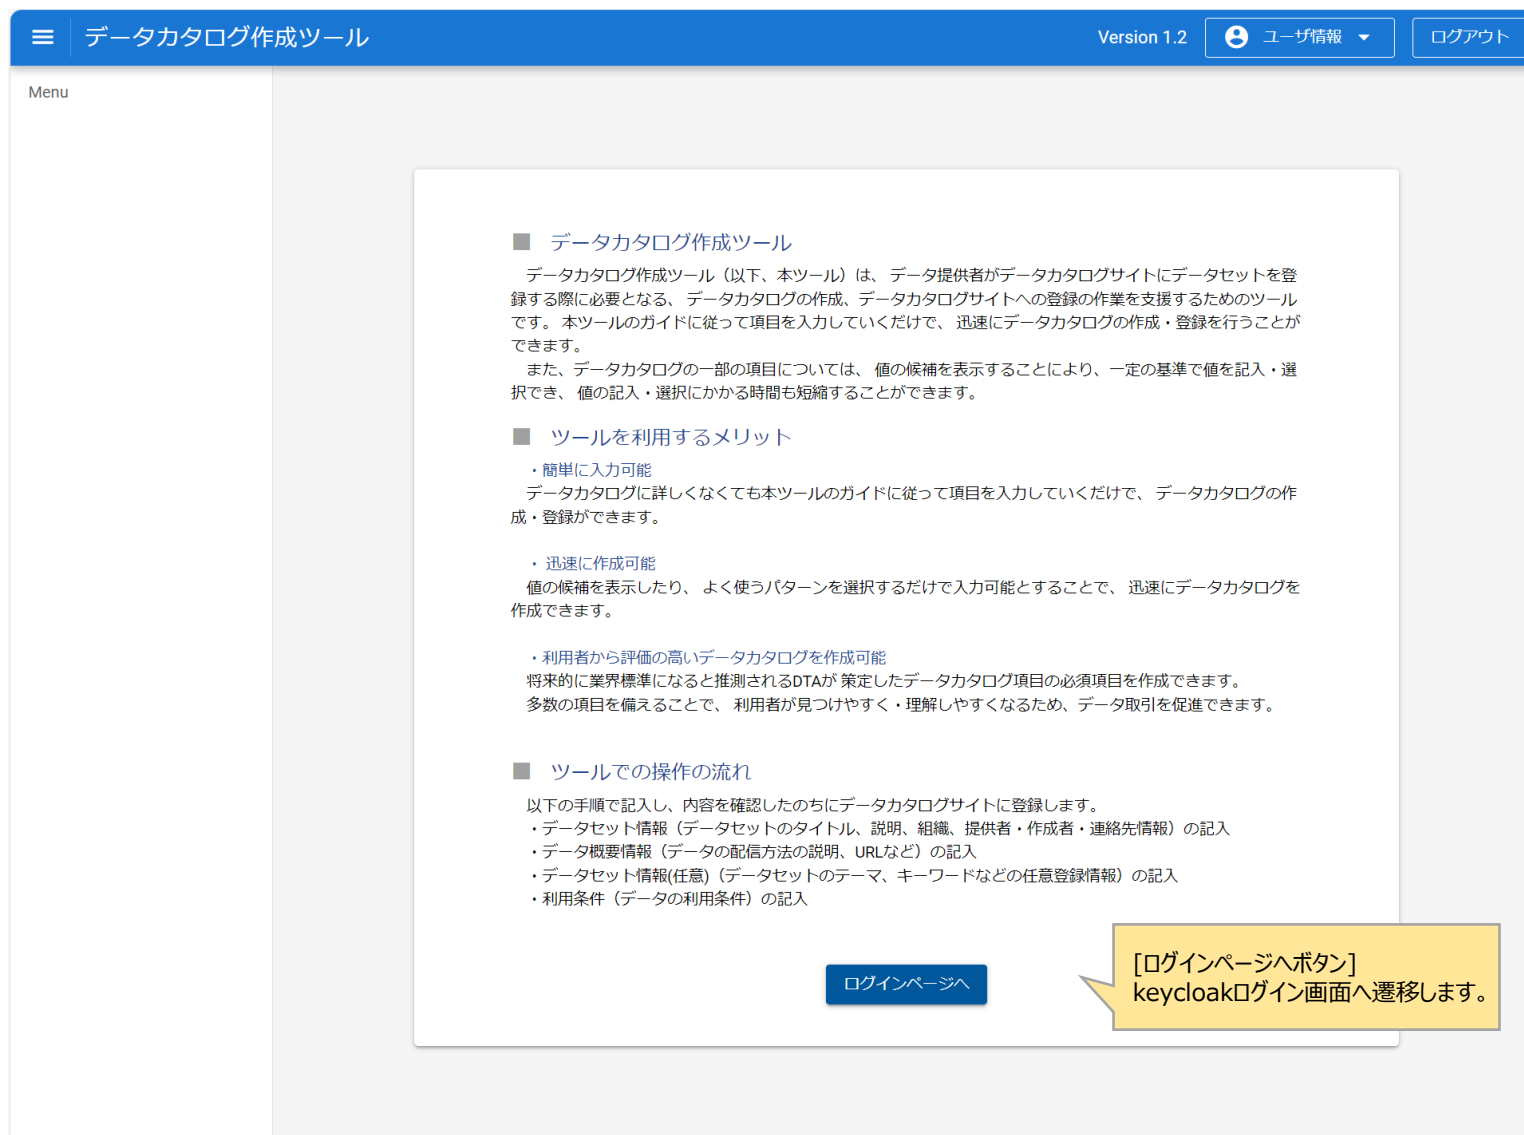 データカタログ作成ツール
Version 1.2
ユーザ情報
ログアウト
Menu
データカタログ作成ツール
データカタログ作成ツール（以下、本ツール）は、 データ提供者がデータカタログサイトにデータセットを登
録する際に必要となる、 データカタログの作成、データカタログサイトへの登録の作業を支援するためのツール
です。 本ツールのガイドに従って項目を入力していくだけで、 迅速にデータカタログの作成・登録を行うことが
できます。
また、データカタログの一部の項目については、 値の候補を表示することにより、一定の基準で値を記入・選
択でき、 値の記入・選択にかかる時間も短縮することができます。
ツールを利用するメリット
・簡単に入力可能
データカタログに詳しくなくても本ツールのガイドに従って項目を入力していくだけで、 データカタログの作
成・登録ができます。
・ 迅速に作成可能
値の候補を表示したり、 よく使うパターンを選択するだけで入力可能とすることで、 迅速にデータカタログを
作成できます。
・利用者から評価の高いデータカタログを作成可能
将来的に業界標準になると推測されるDTAが 策定したデータカタログ項目の必須項目を作成できます。
多数の項目を備えることで、 利用者が見つけやすく・理解しやすくなるため、データ取引を促進できます。
ツールでの操作の流れ
以下の手順で記入し、内容を確認したのちにデータカタログサイトに登録します。
・データセット情報（データセットのタイトル、説明、組織、提供者・作成者・連絡先情報）の記入
・データ概要情報（データの配信方法の説明、URLなど）の記入
・データセット情報(任意)（データセットのテーマ、キーワードなどの任意登録情報）の記入
・利用条件（データの利用条件）の記入
ログインページへ
[ログインページへボタン]
keycloakログイン画面へ遷移します。